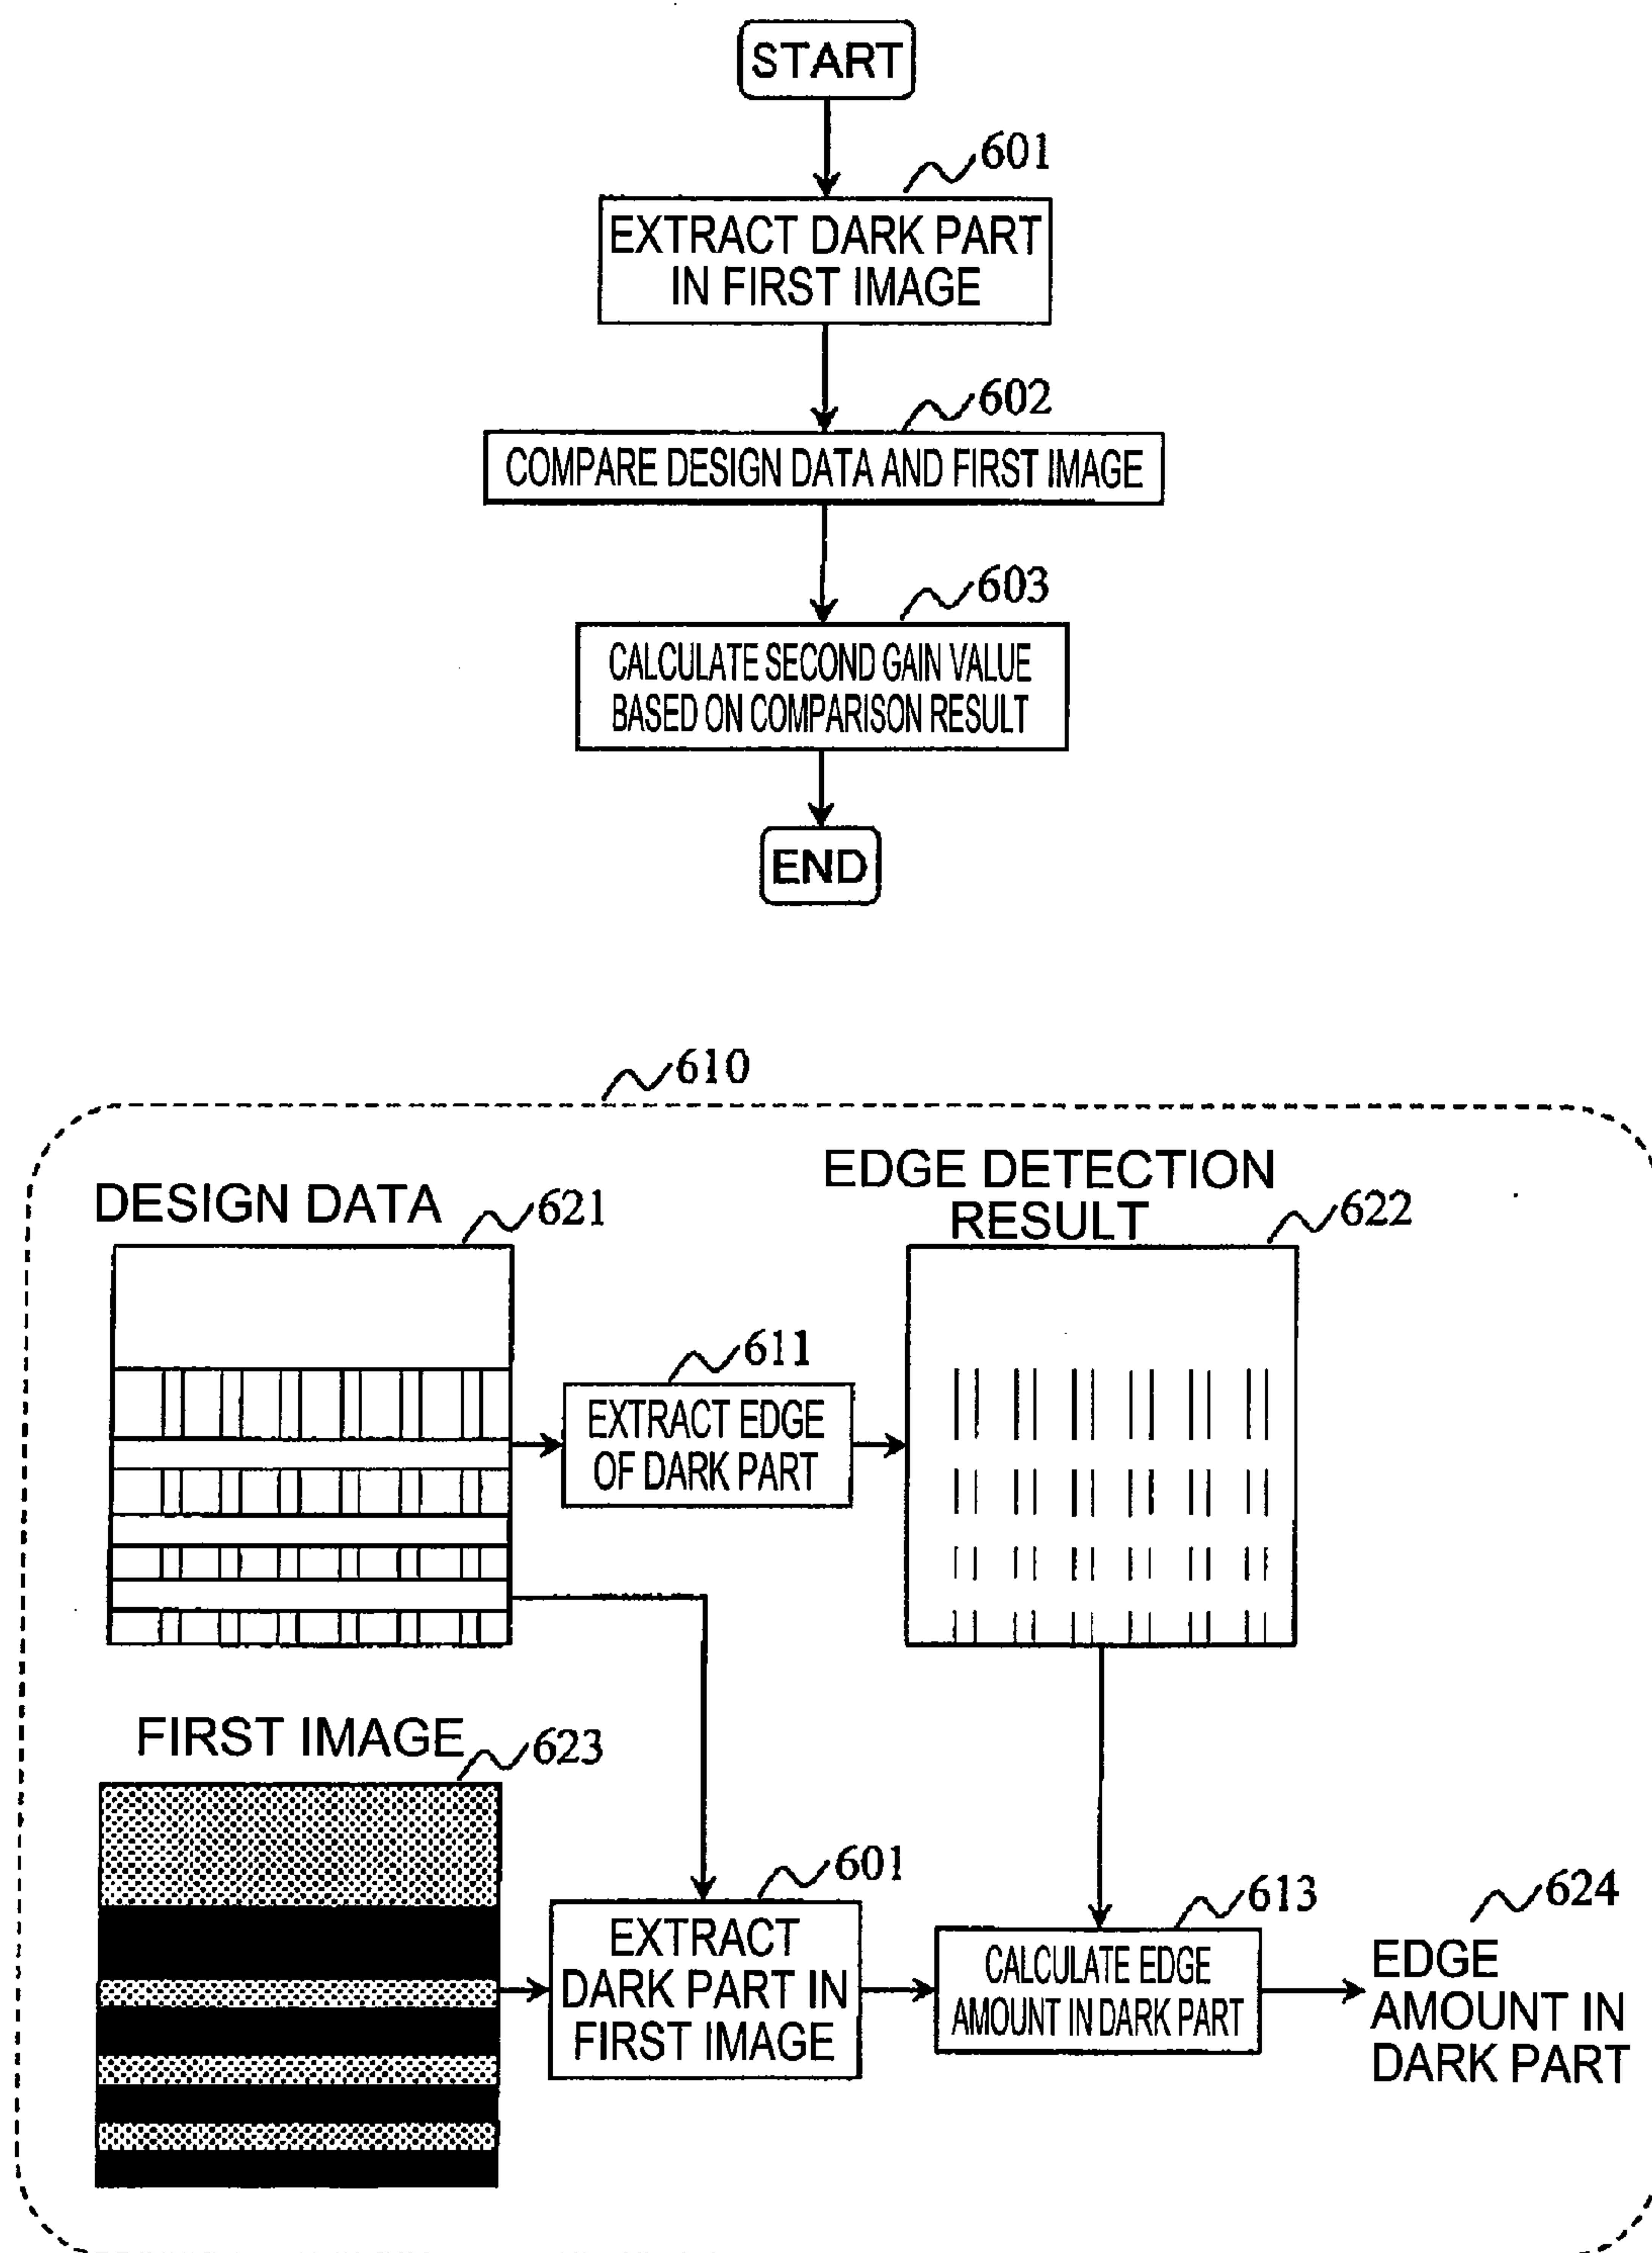 START
601
EXTRACT DARK PART
IN FIRST IMAGE
602
COMPARE DESIGN DATA AND FIRST IMAGE
603
CALCULATE SECOND GAIN VALUE
BASED ON COMPARISON RESULT
END
610
DESIGN DATA
621
EDGE DETECTION
RESULT
622
611
EXTRACT EDGE
OF DARK PART
FIRST IMAGE
623
601
EXTRACT
DARK PART IN
FIRST IMAGE
613
CALCULATE EDGE
AMOUNT IN DARK PART
624
EDGE
AMOUNT IN
DARK PART